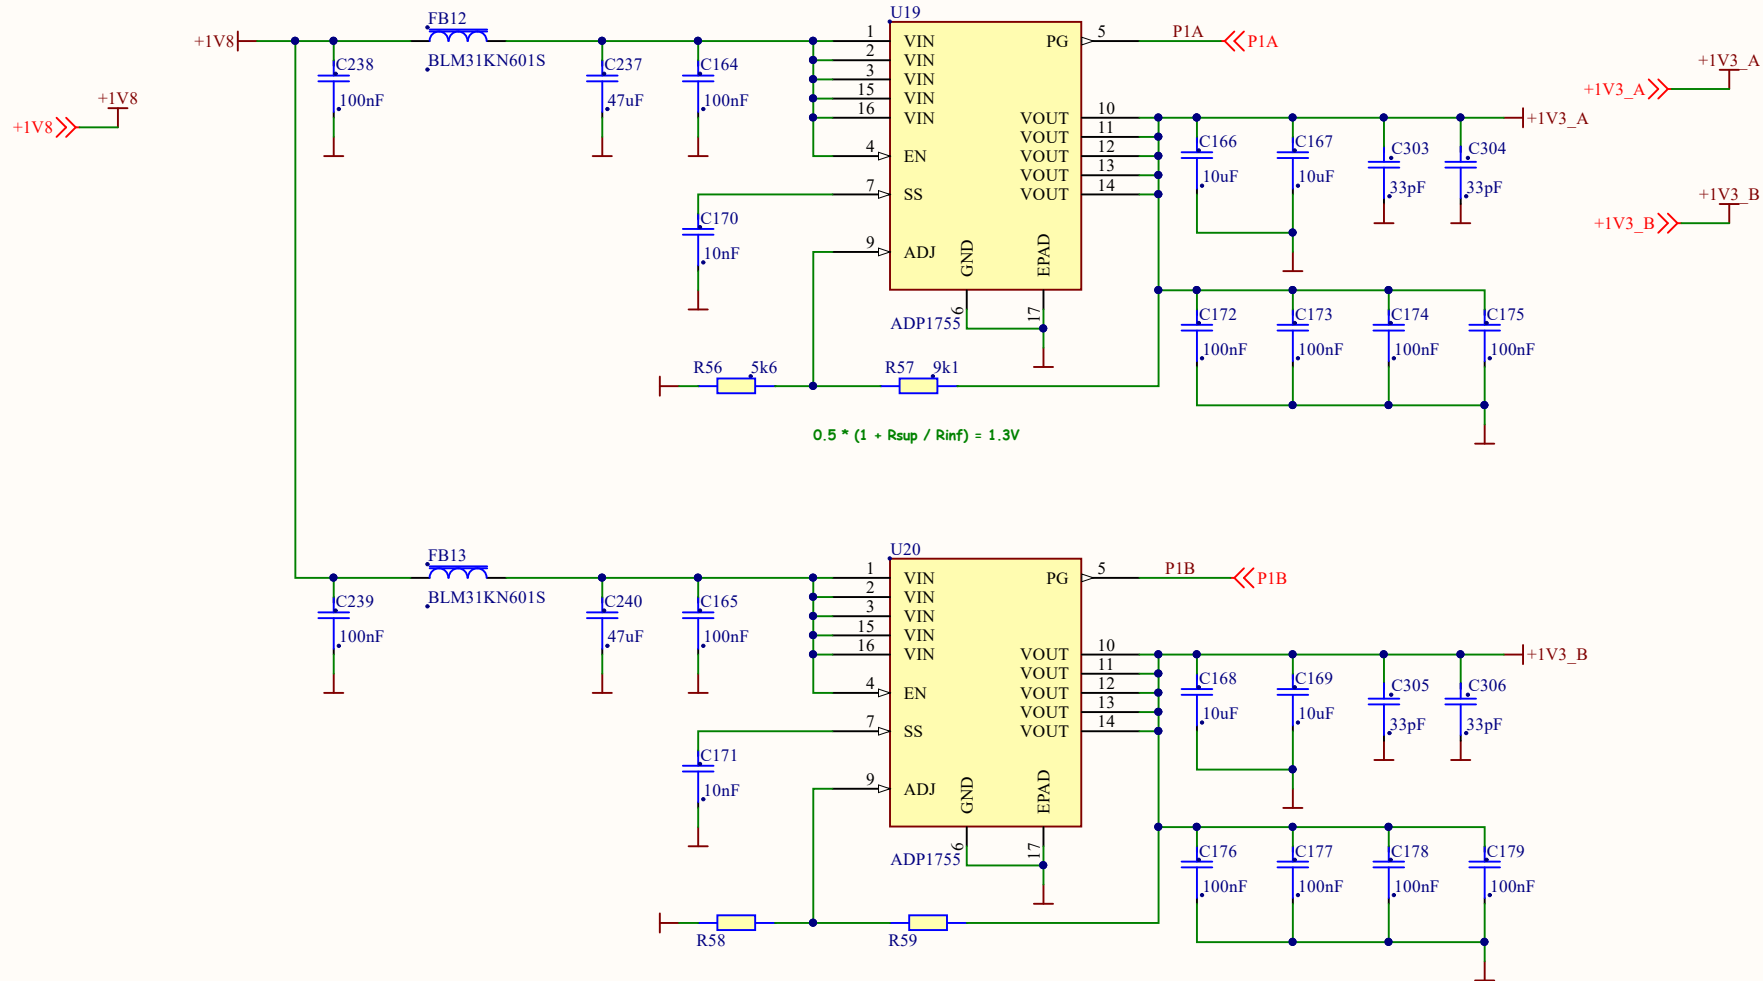 +1V8
+1V8
+1V8
FB12
BLM31KN601S
C238
100nF
C237
47uF
C164
100nF
U19
1 VIN
2 VIN
3 VIN
15 VIN
16 VIN
4 EN
7 SS
9 ADJ
PG 5
VOUT 10
VOUT 11
VOUT 12
VOUT 13
VOUT 14
GND
EPAD
6
17
ADP1755
P1A
P1A
C170
10nF
R56 5k6
R57 9k1
C166
10uF
C167
10uF
C303
33pF
C304
33pF
+1V3_A
C172
100nF
C173
100nF
C174
100nF
C175
100nF
+1V3_A
+1V3_A
+1V3_B
+1V3_B
0.5 * (1 + Rsup / Rinf) = 1.3V
FB13
BLM31KN601S
C239
100nF
C240
47uF
C165
100nF
U20
1 VIN
2 VIN
3 VIN
15 VIN
16 VIN
4 EN
7 SS
9 ADJ
PG 5
VOUT 10
VOUT 11
VOUT 12
VOUT 13
VOUT 14
GND
EPAD
6
17
ADP1755
P1B
P1B
C171
10nF
R58
R59
C168
10uF
C169
10uF
C305
33pF
C306
33pF
+1V3_B
C176
100nF
C177
100nF
C178
100nF
C179
100nF